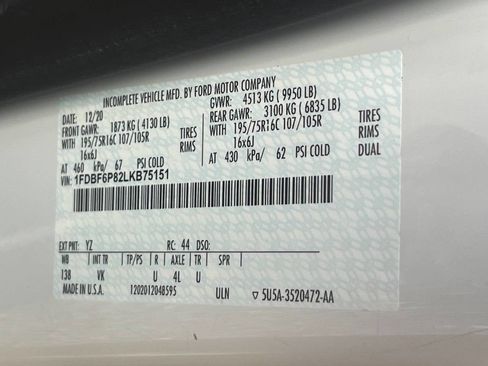 INCOMPLETE VEHICLE MFD. BY FORD MOTOR COMPANY
DATE: 12/20 GVWR: 4513 KG ( 9950 LB)
FRONT GAWR: 1873 KG ( 4130 LB) REAR GAWR: 3100 KG ( 6835 LB)
WITH 195/75R16C 107/105R TIRES WITH 195/75R16C 107/105R TIRES
16x6J RIMS 16x6J RIMS
AT 460 kPa/ 67 PSI COLD AT 430 kPa/ 62 PSI COLD DUAL
VIN: 1FDBF6P82LKB75151
EXT PNT: YZ RC: 44 DSO:
WB INT TR TP/PS R AXLE TR SPR
138 VK U 4L U
MADE IN U.S.A. 1202012048595 ULN ▽ 5U5A-3520472-AA